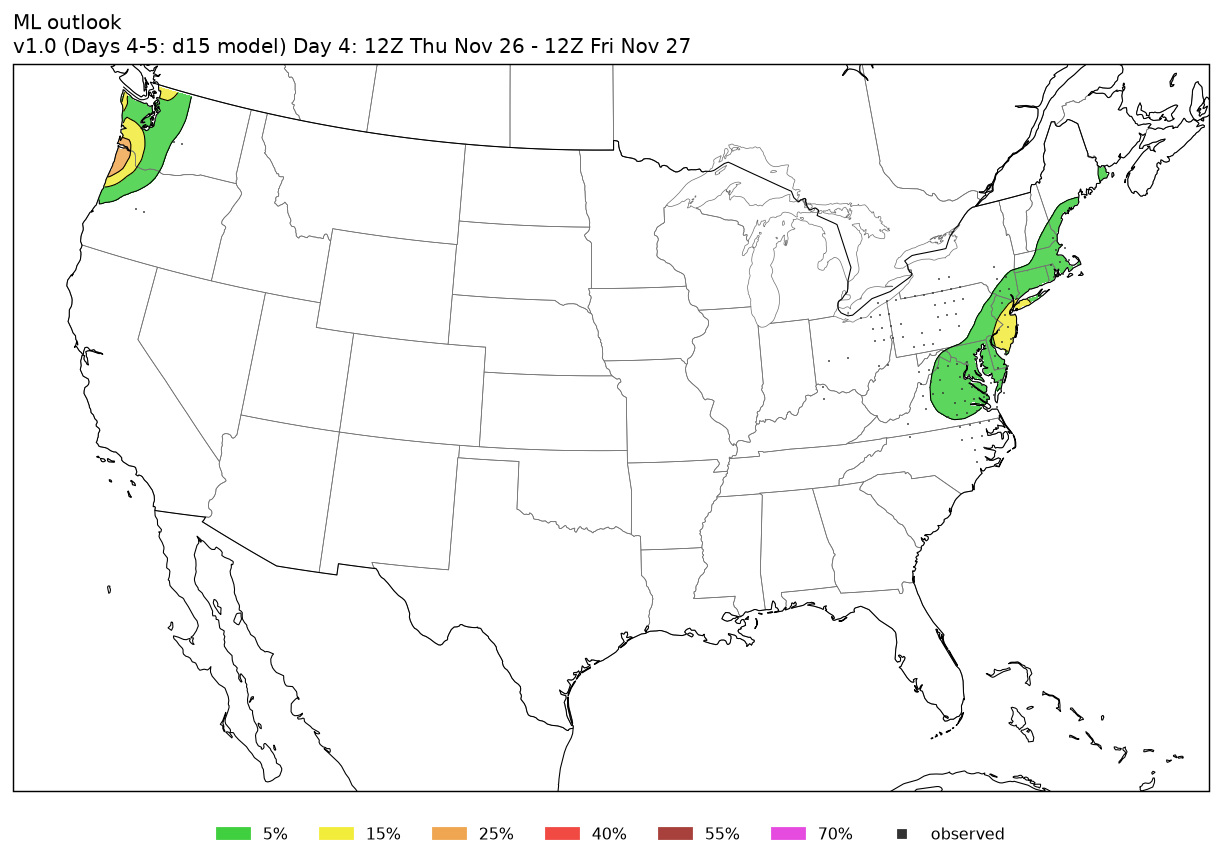 ML outlook
v1.0 (Days 4-5: d15 model) Day 4: 12Z Thu Nov 26 - 12Z Fri Nov 27
5% 15% 25% 40% 55% 70% observed